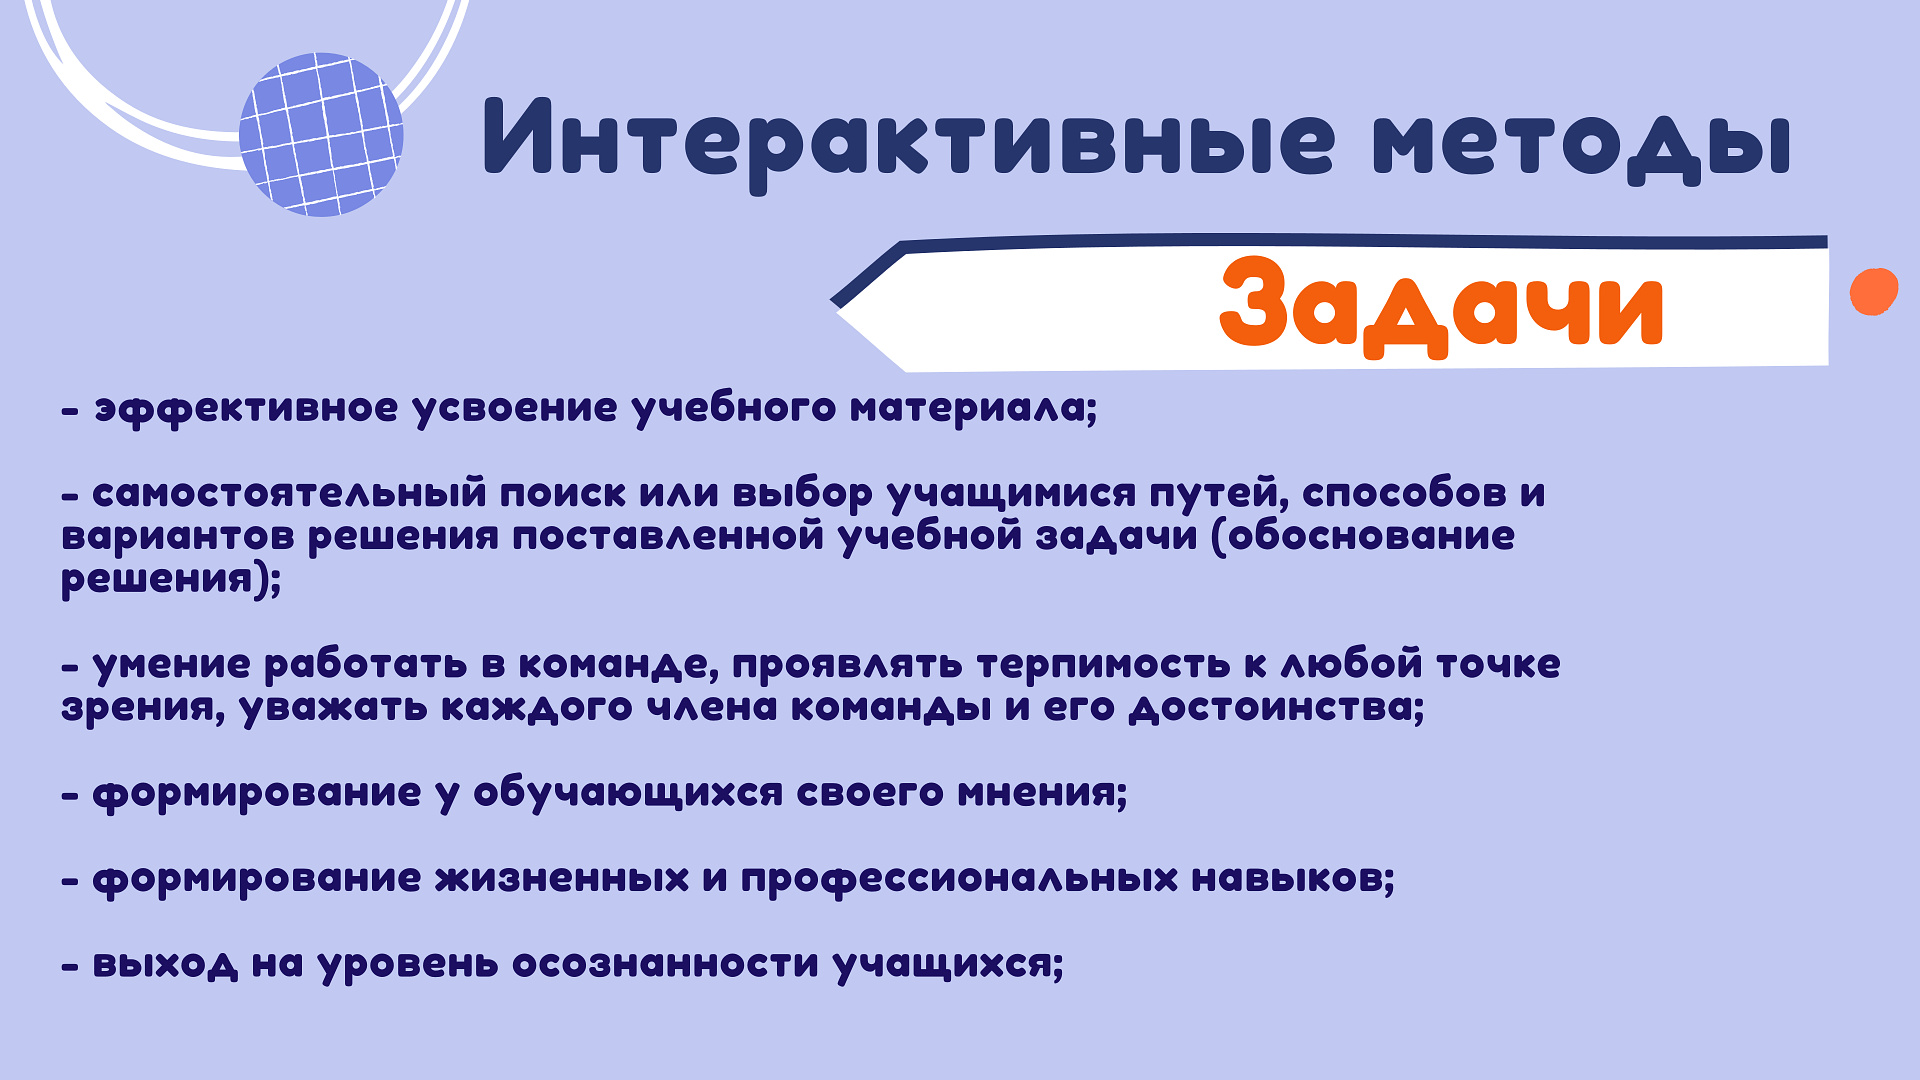 Интерактивные методы
Задачи
- эффективное усвоение учебного материала;
- самостоятельный поиск или выбор учащимися путей, способов и
вариантов решения поставленной учебной задачи (обоснование
решения);
- умение работать в команде, проявлять терпимость к любой точке
зрения, уважать каждого члена команды и его достоинства;
- формирование у обучающихся своего мнения;
- формирование жизненных и профессиональных навыков;
- выход на уровень осознанности учащихся;